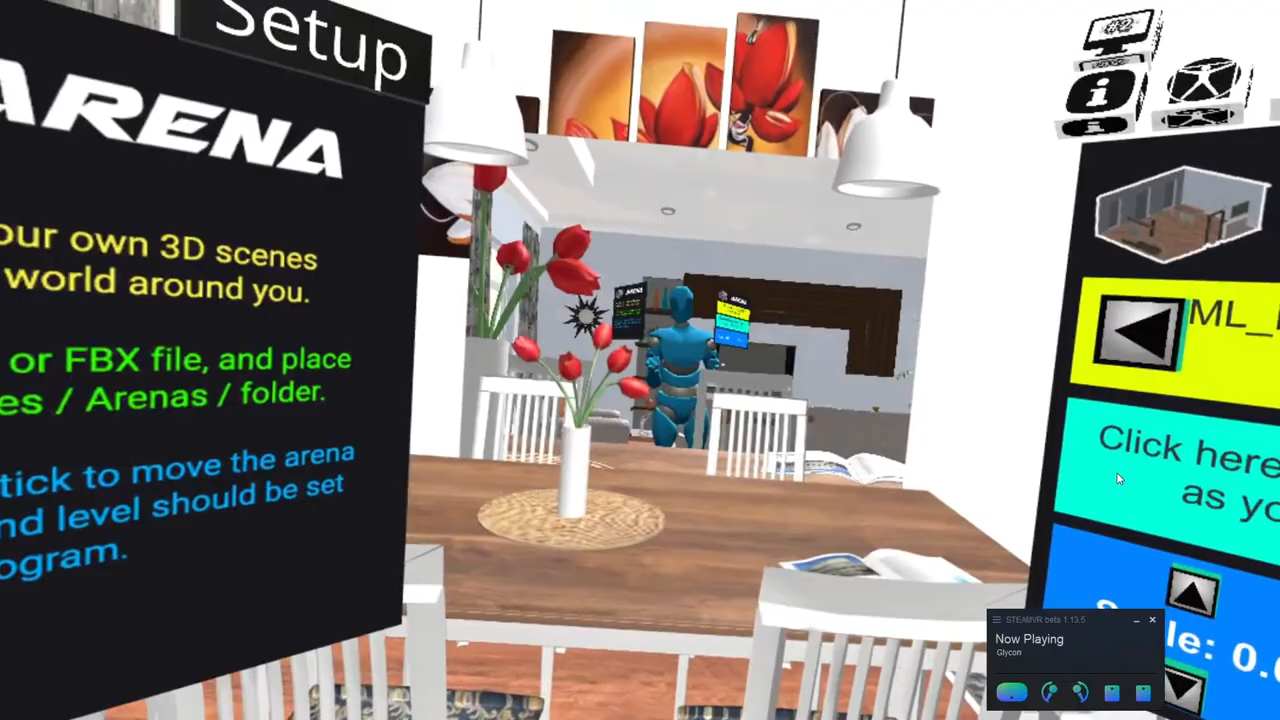 Setup
ARENA
our own 3D scenes
world around you.
or FBX file, and place
es / Arenas / folder.
tick to move the arena
nd level should be set
ogram.
ML_
Click here
as yo
le: 0.
STEAMVR beta 1.13.5
Now Playing
Glycon